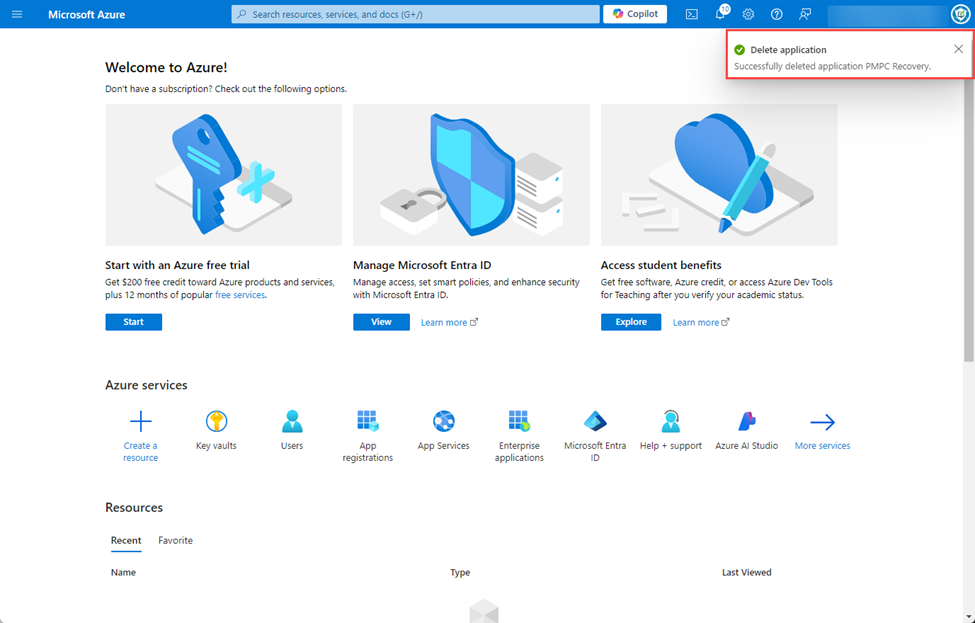 Microsoft Azure
Search resources, services, and docs (G+/)
Copilot
10
Delete application
Successfully deleted application PMPC Recovery.
Welcome to Azure!
Don't have a subscription? Check out the following options.
Start with an Azure free trial
Get $200 free credit toward Azure products and services,
plus 12 months of popular free services.
Start
Manage Microsoft Entra ID
Manage access, set smart policies, and enhance security
with Microsoft Entra ID.
View
Learn more
Access student benefits
Get free software, Azure credit, or access Azure Dev Tools
for Teaching after you verify your academic status.
Explore
Learn more
Azure services
Create a
resource
Key vaults
Users
App
registrations
App Services
Enterprise
applications
Microsoft Entra
ID
Help + support
Azure AI Studio
More services
Resources
Recent
Favorite
Name
Type
Last Viewed